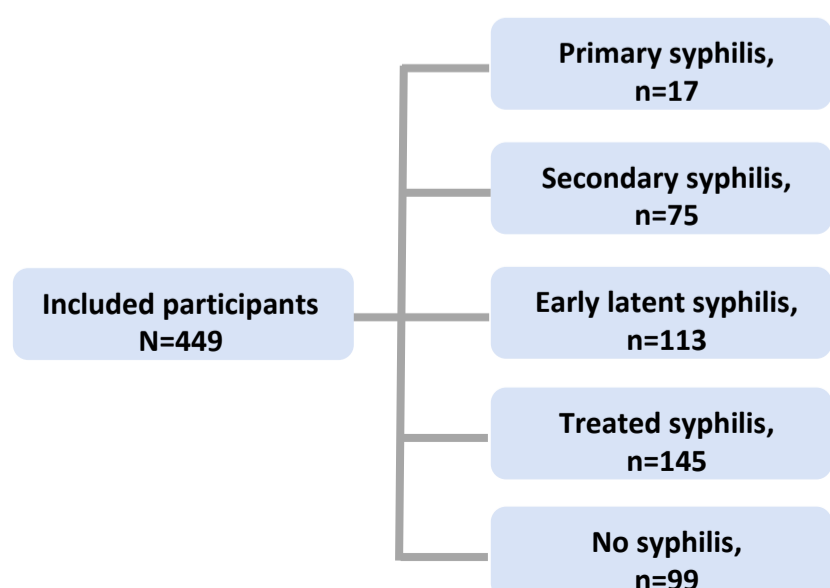 Primary syphilis,
n=17
Secondary syphilis,
n=75
Included participants
N=449
Early latent syphilis,
n=113
Treated syphilis,
n=145
No syphilis,
n=99